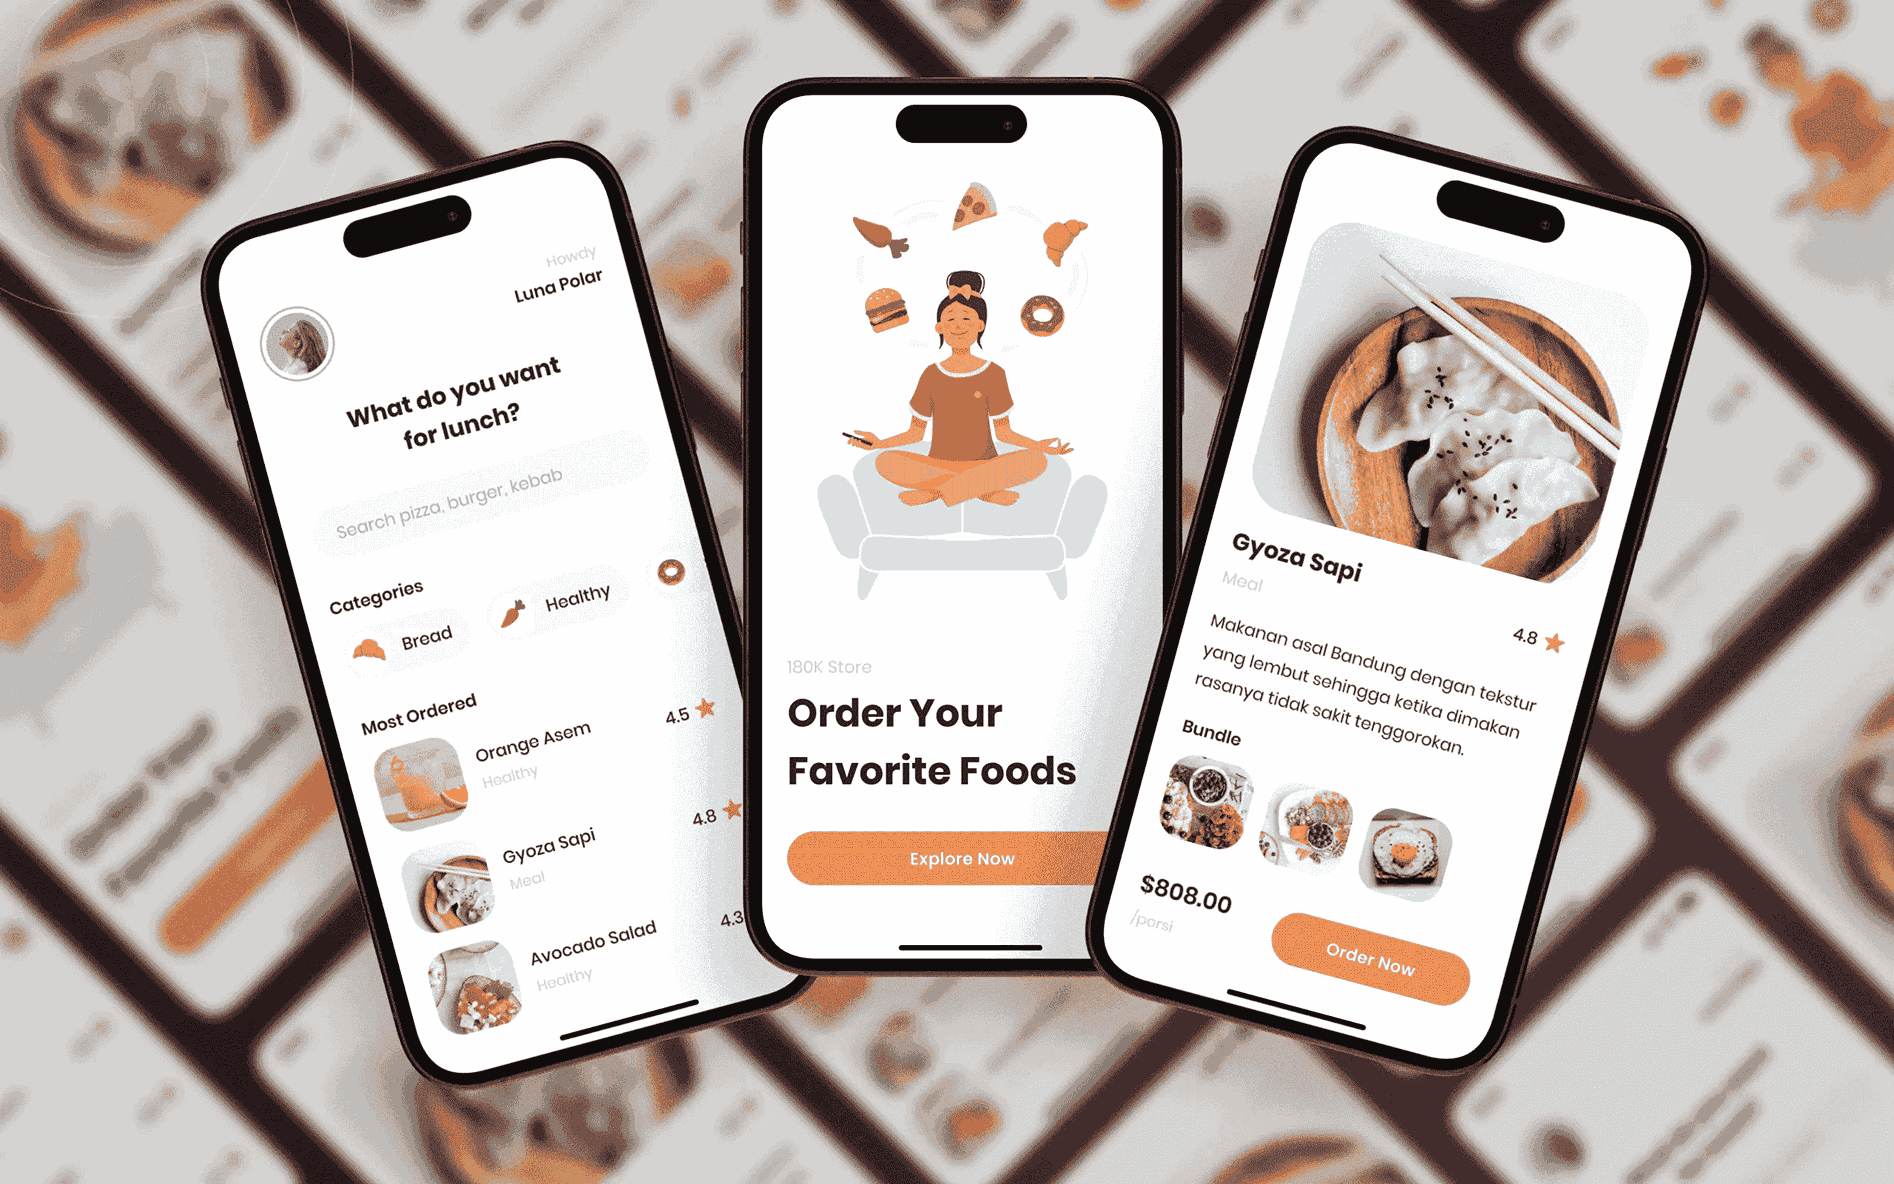 Howdy
Luna Polar
What do you want
for lunch?
Search pizza, burger, kebab
Categories
Bread
Healthy
Most Ordered
Orange Asem
Healthy
4.5
Gyoza Sapi
Meal
4.8
Avocado Salad
Healthy
4.3
180K Store
Order Your
Favorite Foods
Explore Now
Gyoza Sapi
Meal
4.8
Makanan asal Bandung dengan tekstur
yang lembut sehingga ketika dimakan
rasanya tidak sakit tenggorokan.
Bundle
$808.00
/porsi
Order Now